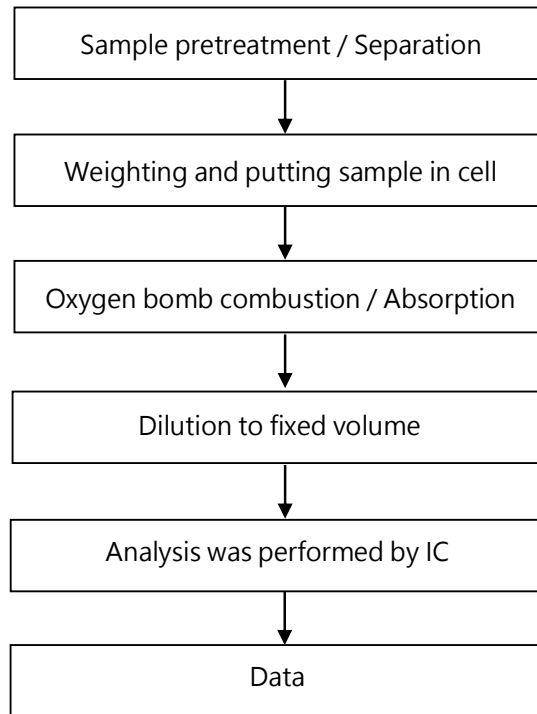 Sample pretreatment / Separation
Weighting and putting sample in cell
Oxygen bomb combustion / Absorption
Dilution to fixed volume
Analysis was performed by IC
Data